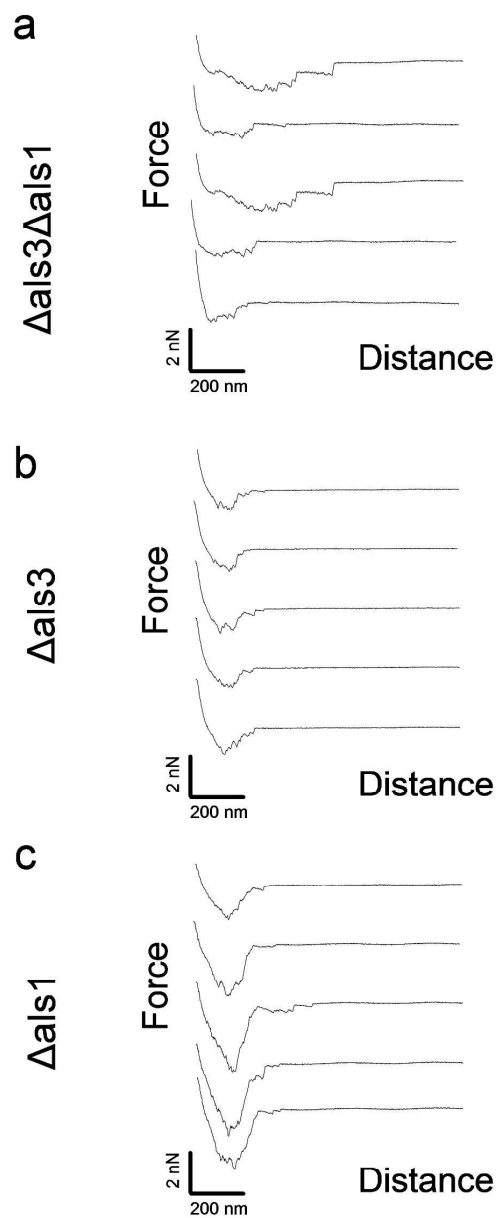 a
Δals3Δals1
Force
2 nN
200 nm
Distance
b
Δals3
Force
2 nN
200 nm
Distance
c
Δals1
Force
2 nN
200 nm
Distance